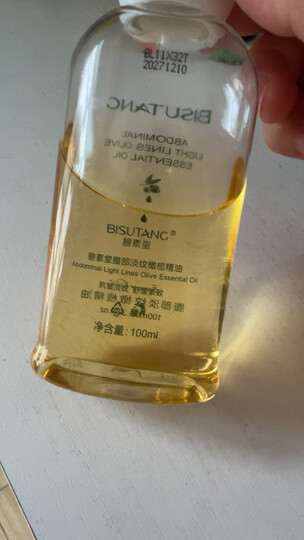 BL11X32T
20271210
BISUTANC
ABDOMINAL
LIGHT LINES OLIVE
ESSENTIAL OIL
BISUTANC®
碧素堂
碧素堂腹部淡纹橄榄精油
Abdominal Light Lines Olive Essential Oil
净含量:100ml